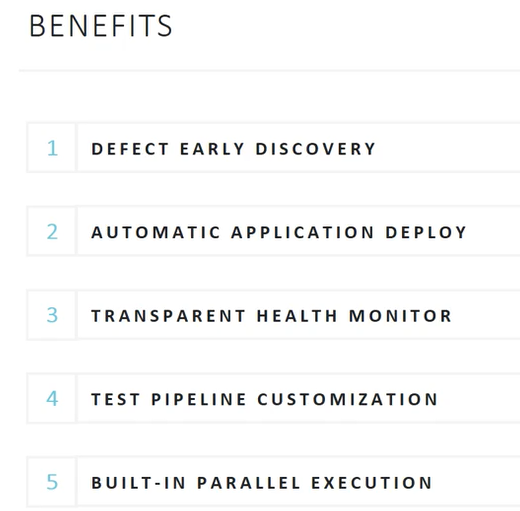 BENEFITS
1 DEFECT EARLY DISCOVERY
2 AUTOMATIC APPLICATION DEPLOY
3 TRANSPARENT HEALTH MONITOR
4 TEST PIPELINE CUSTOMIZATION
5 BUILT-IN PARALLEL EXECUTION